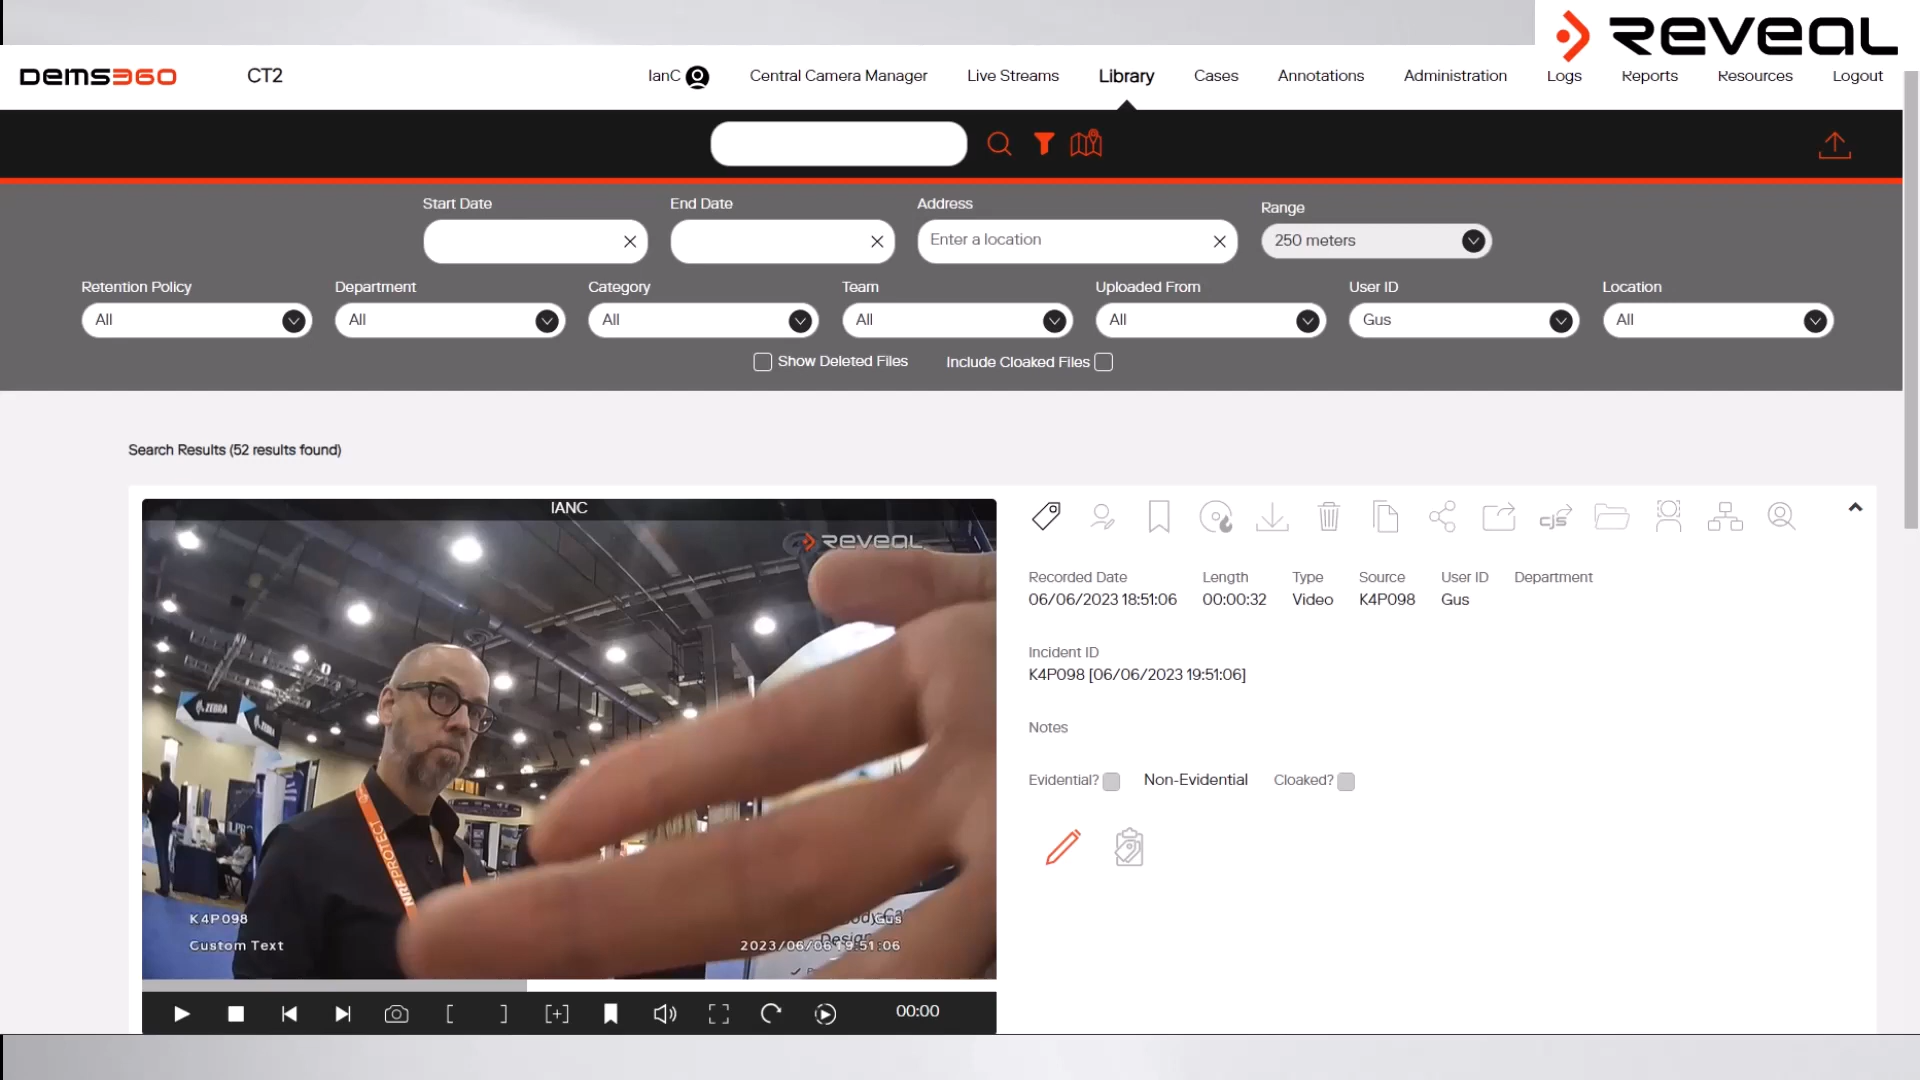 REVEAL
DEMS360
CT2
IanC
Central Camera Manager
Live Streams
Library
Cases
Annotations
Administration
Logs
Reports
Resources
Logout
Start Date
End Date
Address
Range
Enter a location
250 meters
Retention Policy
Department
Category
Team
Uploaded From
User ID
Location
All
All
All
All
All
Gus
All
Show Deleted Files
Include Cloaked Files
Search Results (52 results found)
IANC
REVEAL
ZEBRA
NRF PROTECT
K4P098
Gus
Custom Text
2023/06/06 19:51:06
00:00
CJS
Recorded Date
Length
Type
Source
User ID
Department
06/06/2023 18:51:06
00:00:32
Video
K4P098
Gus
Incident ID
K4P098 [06/06/2023 19:51:06]
Notes
Evidential?
Non-Evidential
Cloaked?